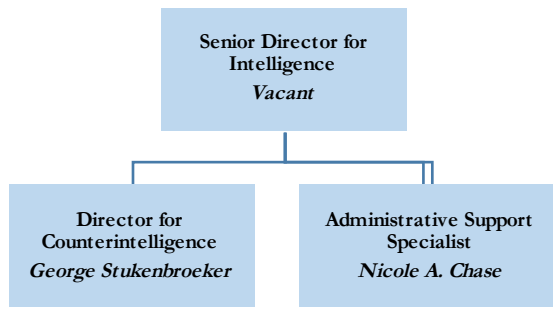 Senior Director for
Intelligence
Vacant
Director for
Counterintelligence
George Stukenbroeker
Administrative Support
Specialist
Nicole A. Chase